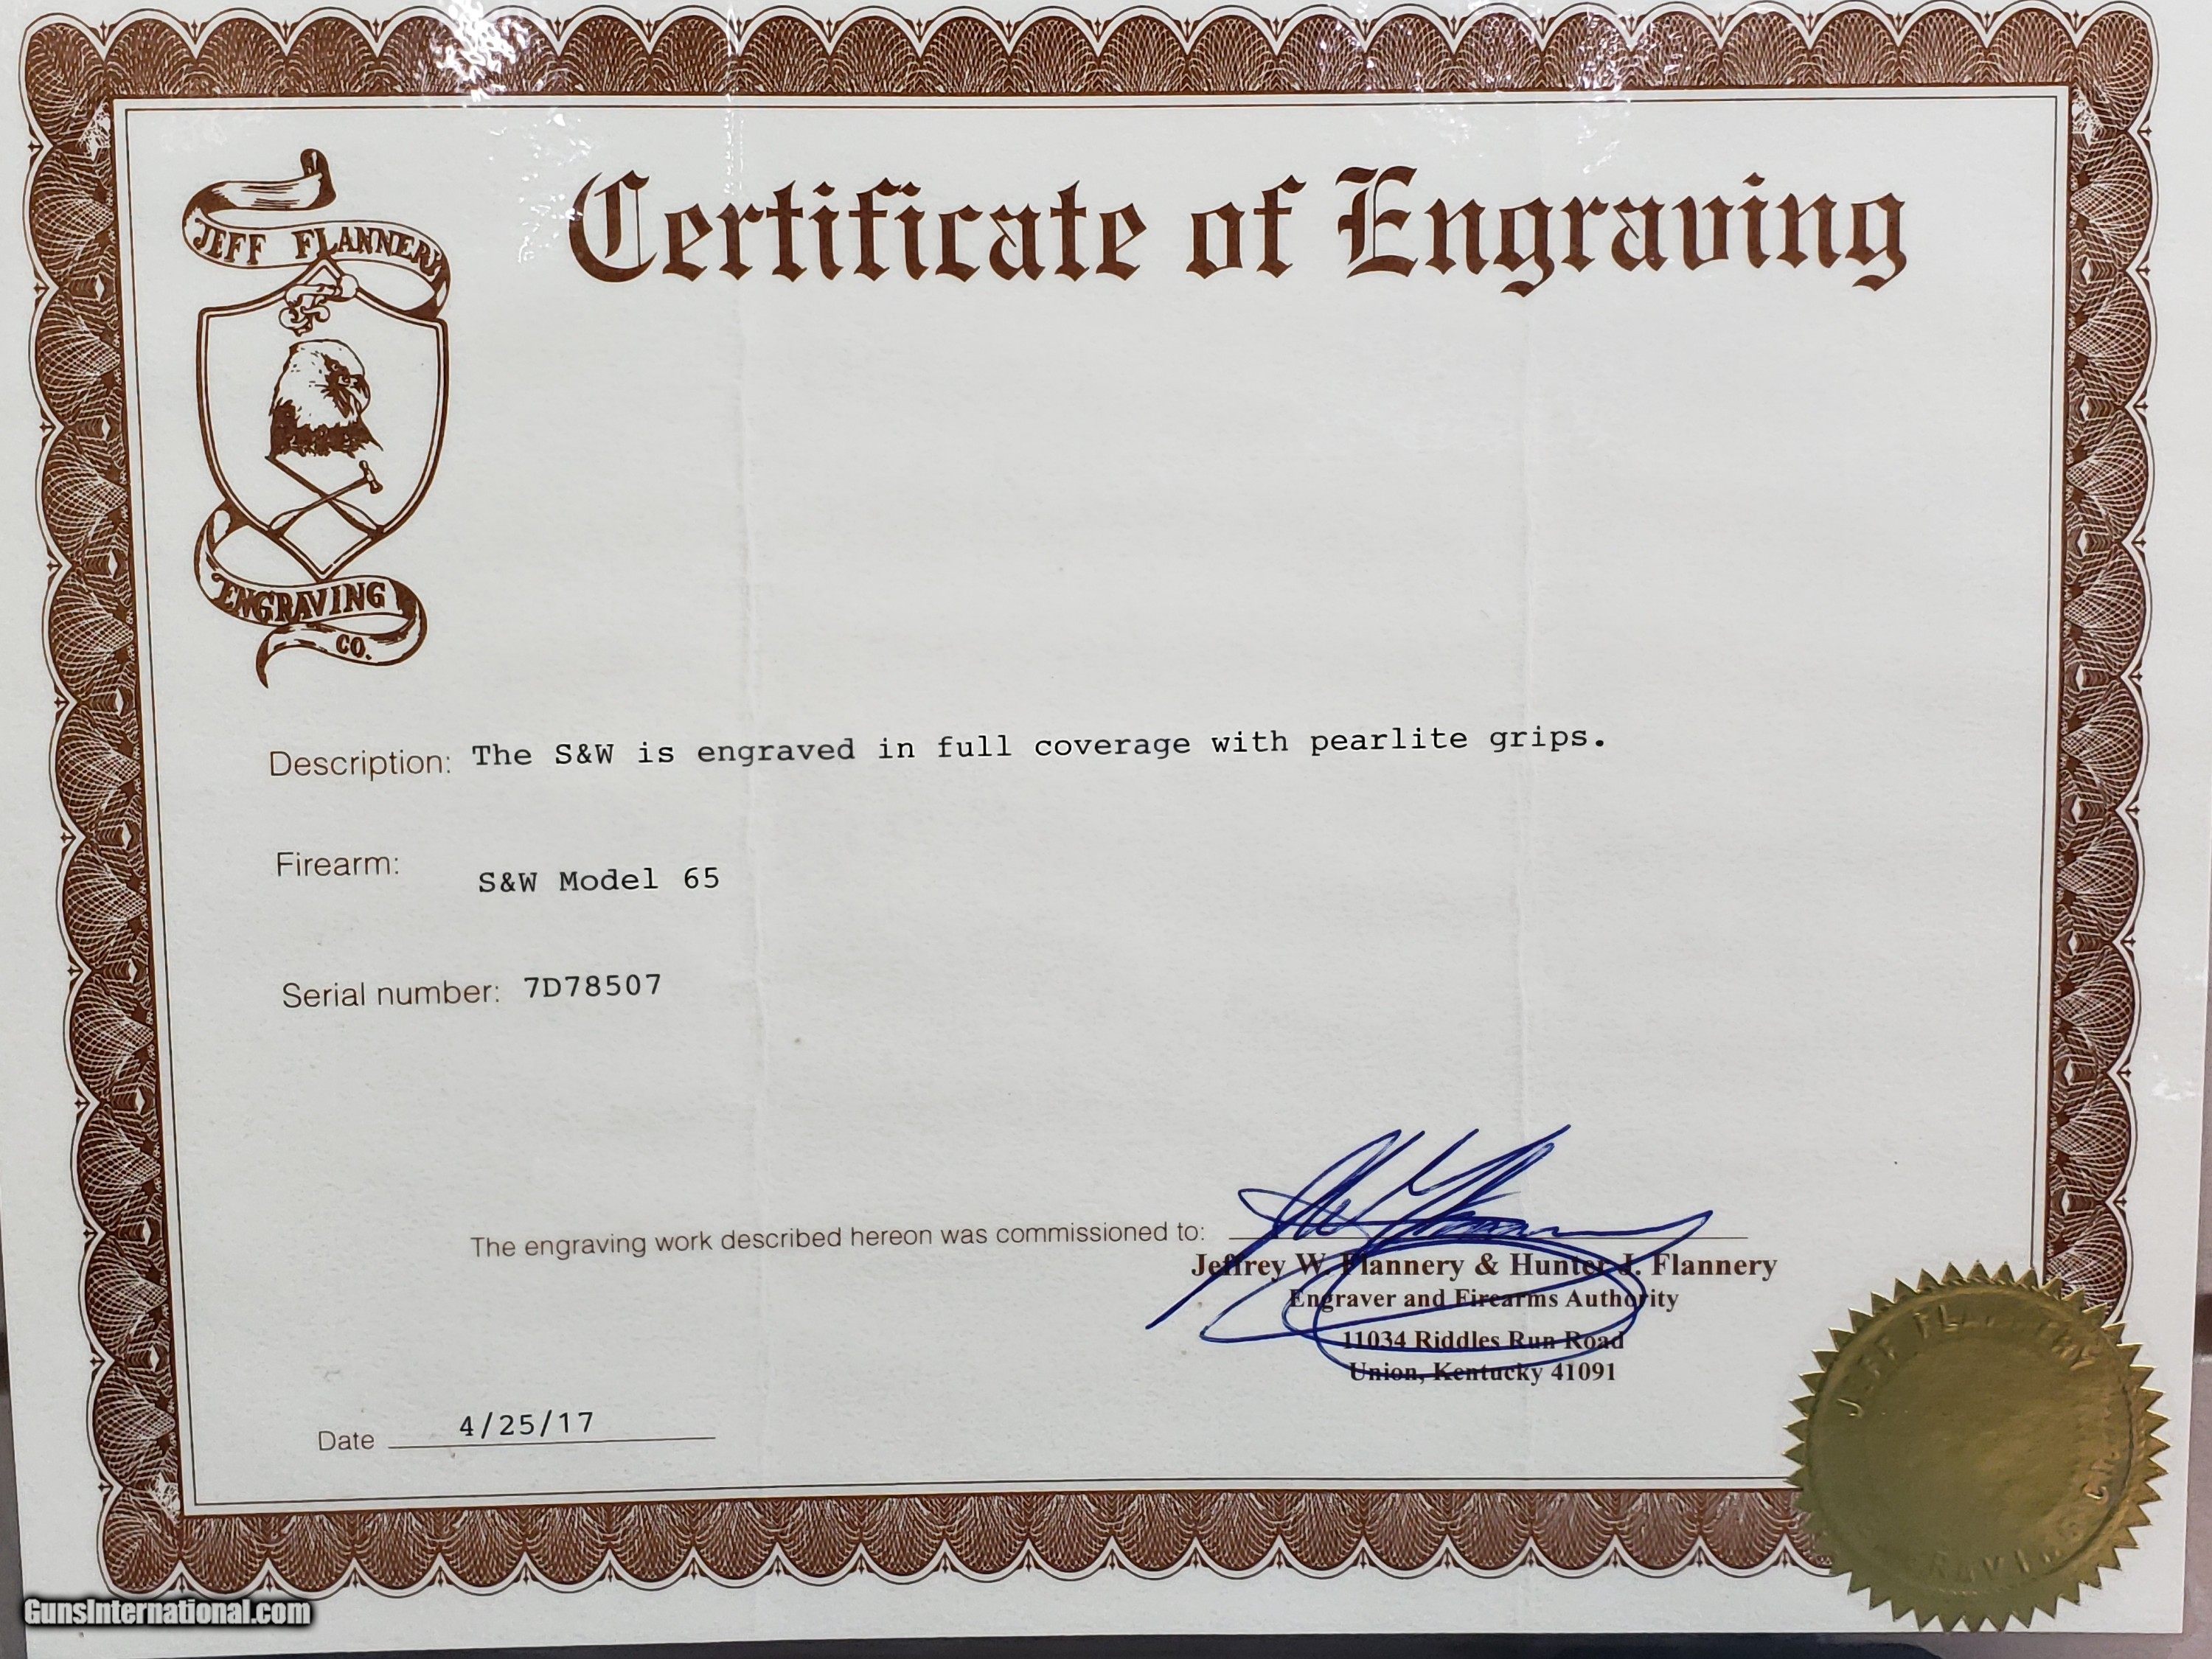 Certificate of Engraving
JEFF FLANNERY
ENGRAVING
CO.
Description: The S&W is engraved in full coverage with pearlite grips.
Firearm: S&W Model 65
Serial number: 7D78507
The engraving work described hereon was commissioned to:
Jeffrey W. Flannery & Hunter J. Flannery
Engraver and Firearms Authority
11034 Riddles Run Road
Union, Kentucky 41091
Date 4/25/17
JEFF
GunsInternational.com